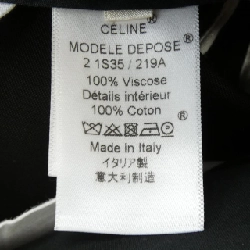 CÉLINE
MODELE DEPOSE
2 1S35 / 219A
100% Viscose
Détails intérieur
100% Coton
Made in Italy
イタリア製
意大利制造